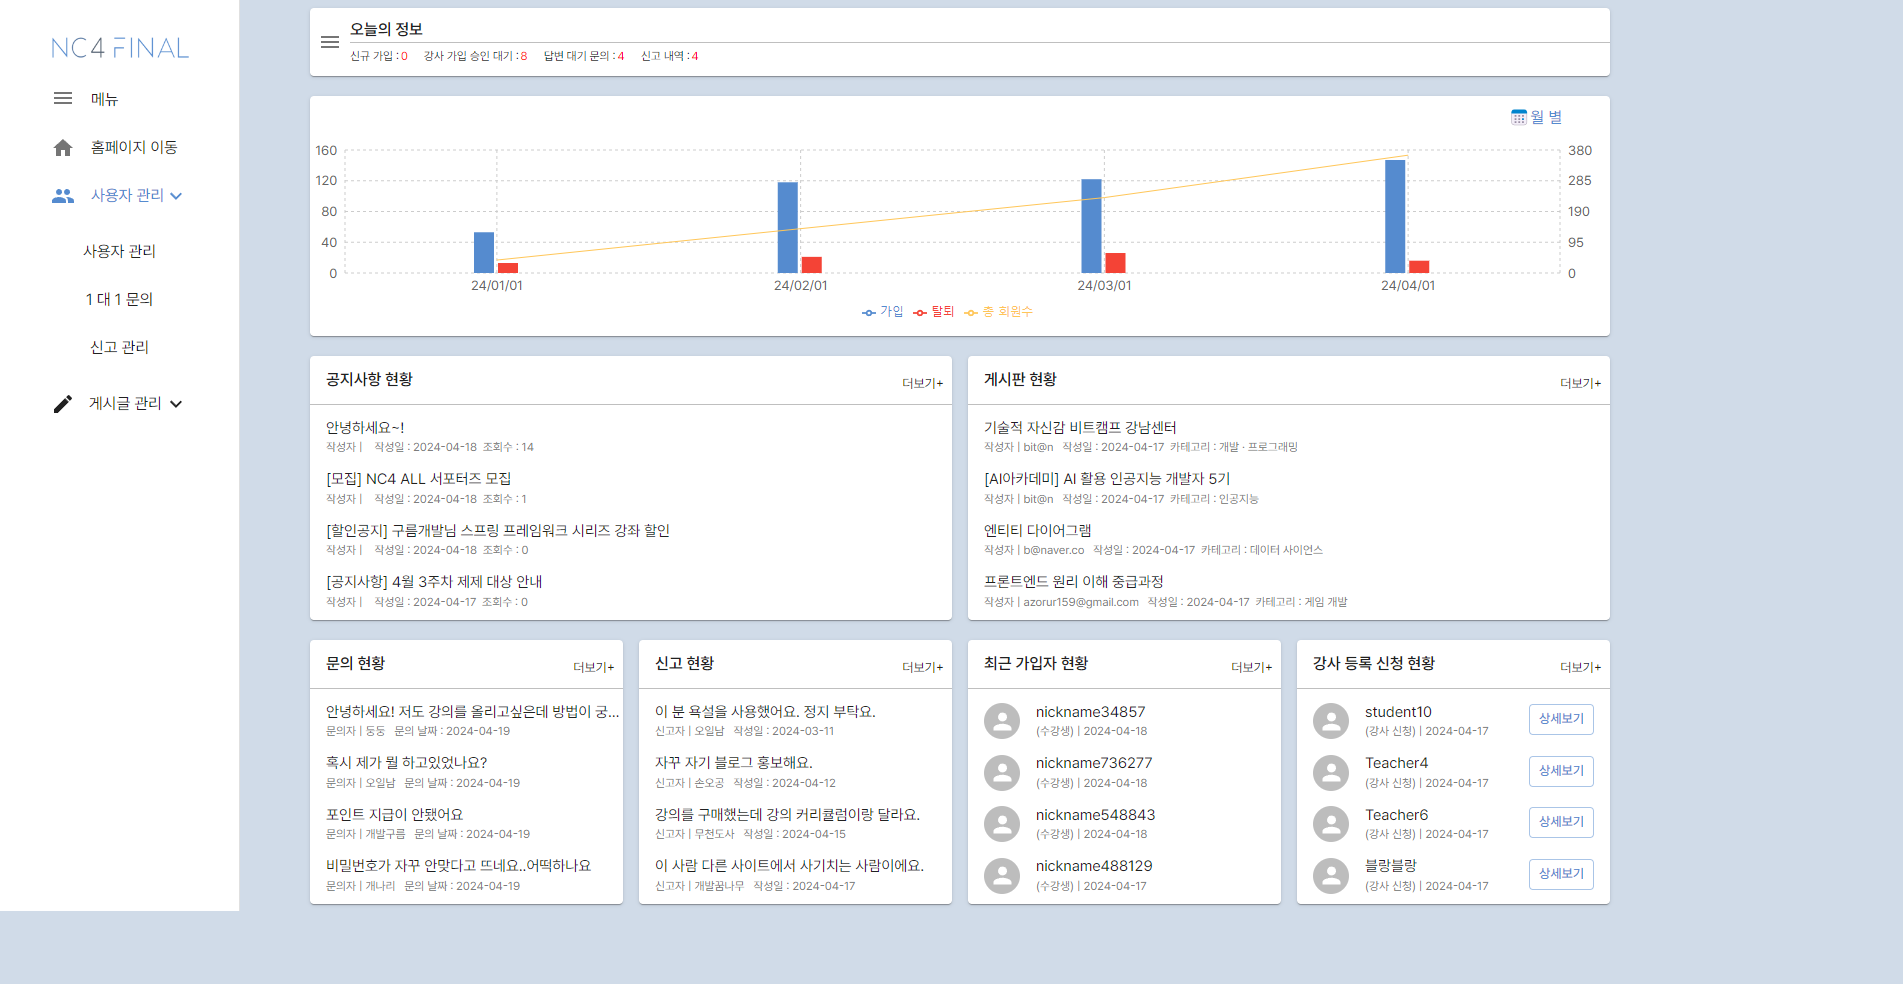 NC4 FINAL
메뉴
홈페이지 이동
사용자 관리
사용자 관리
1 대 1 문의
신고 관리
게시글 관리
오늘의 정보
신규 가입 : 0 강사 가입 승인 대기 : 8 답변 대기 문의 : 4 신고 내역 : 4
월 별
160 380
120 285
80 190
40 95
0 0
24/01/01 24/02/01 24/03/01 24/04/01
가입 탈퇴 총 회원수
공지사항 현황 더보기+
안녕하세요~!
작성자 | 작성일 : 2024-04-18 조회수 : 14
[모집] NC4 ALL 서포터즈 모집
작성자 | 작성일 : 2024-04-18 조회수 : 1
[할인공지] 구름개발님 스프링 프레임워크 시리즈 강좌 할인
작성자 | 작성일 : 2024-04-18 조회수 : 0
[공지사항] 4월 3주차 제제 대상 안내
작성자 | 작성일 : 2024-04-17 조회수 : 0
게시판 현황 더보기+
기술적 자신감 비트캠프 강남센터
작성자 | bit@n 작성일 : 2024-04-17 카테고리 : 개발 · 프로그래밍
[AI아카데미] AI 활용 인공지능 개발자 5기
작성자 | bit@n 작성일 : 2024-04-17 카테고리 : 인공지능
엔티티 다이어그램
작성자 | b@naver.co 작성일 : 2024-04-17 카테고리 : 데이터 사이언스
프론트엔드 원리 이해 중급과정
작성자 | azorur159@gmail.com 작성일 : 2024-04-17 카테고리 : 게임 개발
문의 현황 더보기+
안녕하세요! 저도 강의를 올리고싶은데 방법이 궁...
문의자 | 둥둥 문의 날짜 : 2024-04-19
혹시 제가 뭘 하고있었나요?
문의자 | 오일남 문의 날짜 : 2024-04-19
포인트 지급이 안됐어요
문의자 | 개발구름 문의 날짜 : 2024-04-19
비밀번호가 자꾸 안맞다고 뜨네요..어떡하나요
문의자 | 개나리 문의 날짜 : 2024-04-19
신고 현황 더보기+
이 분 욕설을 사용했어요. 정지 부탁요.
신고자 | 오일남 작성일 : 2024-03-11
자꾸 자기 블로그 홍보해요.
신고자 | 손오공 작성일 : 2024-04-12
강의를 구매했는데 강의 커리큘럼이랑 달라요.
신고자 | 무천도사 작성일 : 2024-04-15
이 사람 다른 사이트에서 사기치는 사람이에요.
신고자 | 개발꿈나무 작성일 : 2024-04-17
최근 가입자 현황 더보기+
nickname34857
(수강생) | 2024-04-18
nickname736277
(수강생) | 2024-04-18
nickname548843
(수강생) | 2024-04-18
nickname488129
(수강생) | 2024-04-17
강사 등록 신청 현황 더보기+
student10 상세보기
(강사 신청) | 2024-04-17
Teacher4 상세보기
(강사 신청) | 2024-04-17
Teacher6 상세보기
(강사 신청) | 2024-04-17
블랑블랑 상세보기
(강사 신청) | 2024-04-17